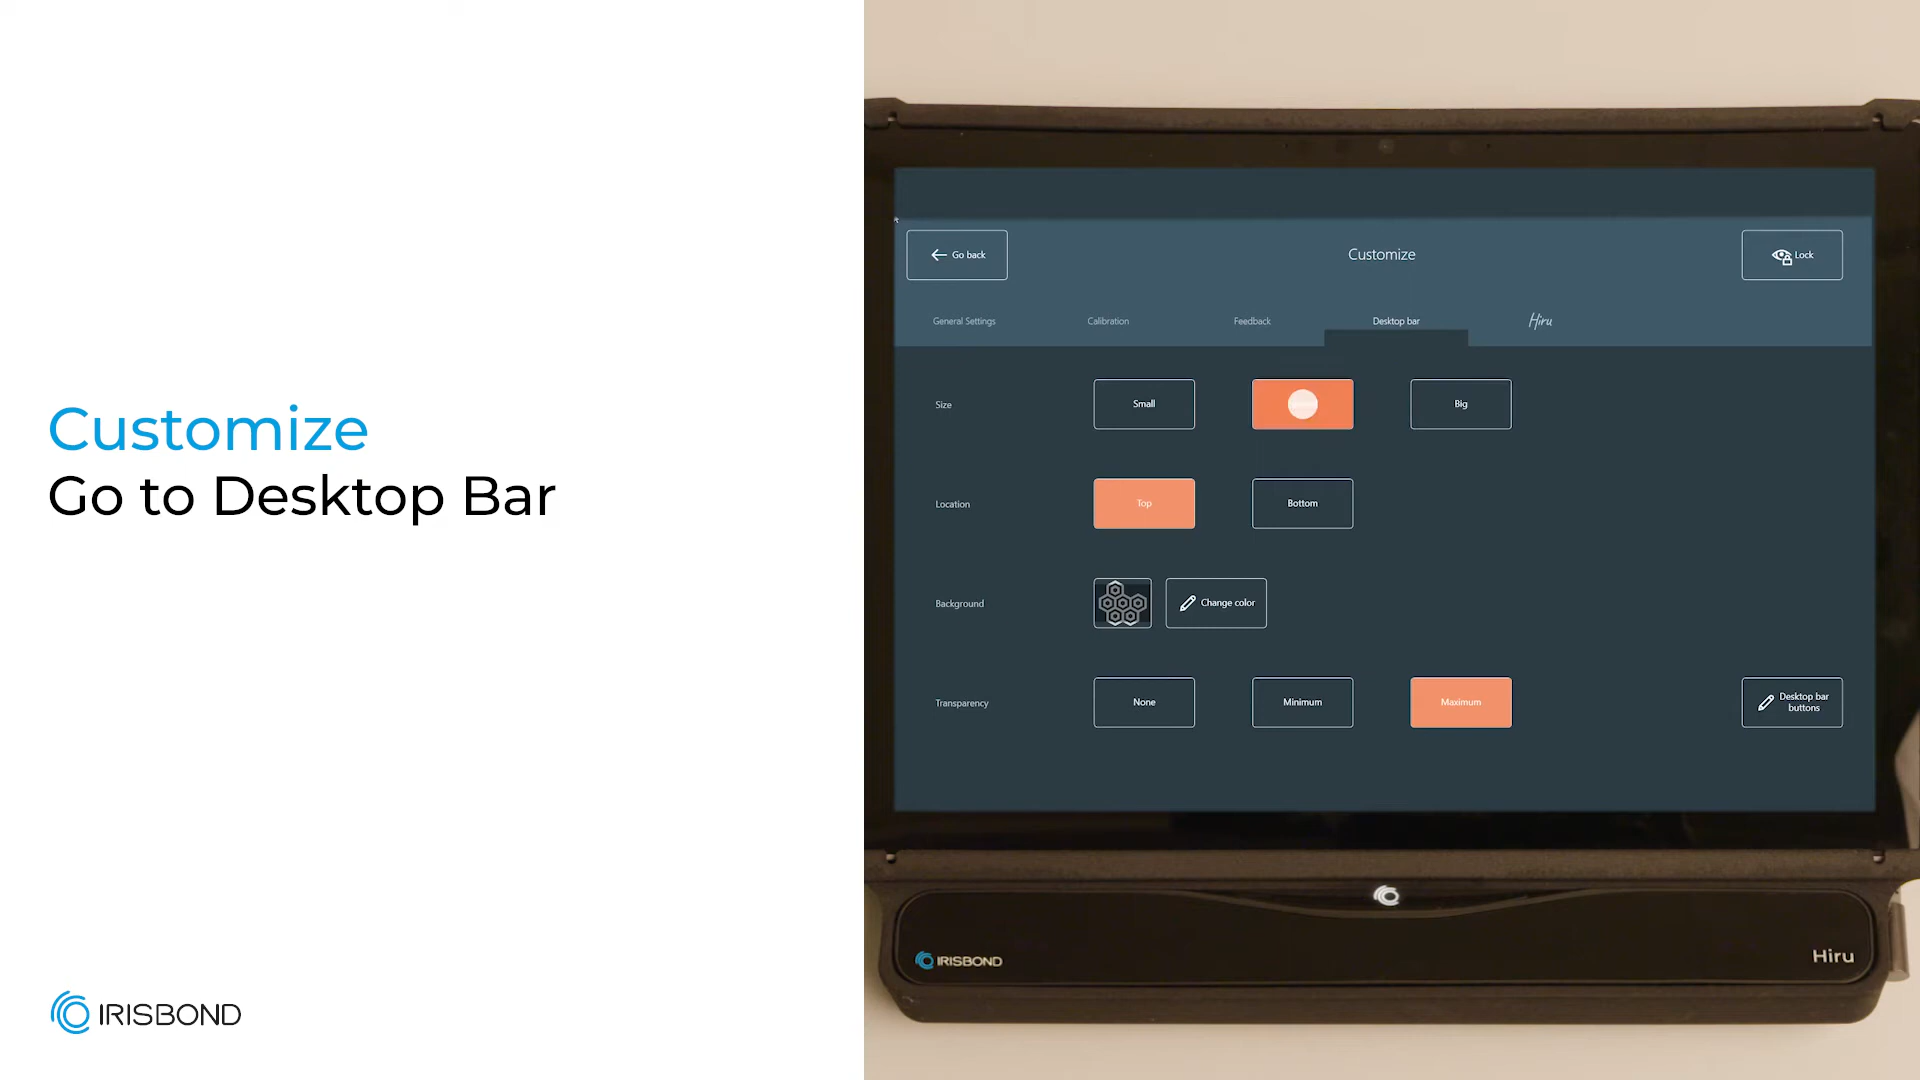 Customize
Go to Desktop Bar
IRISBOND
Go back
Customize
Lock
General Settings
Calibration
Feedback
Desktop bar
Hiru
Size
Small
Big
Location
Top
Bottom
Background
Change color
Transparency
None
Minimum
Maximum
Desktop bar
buttons
IRISBOND
Hiru